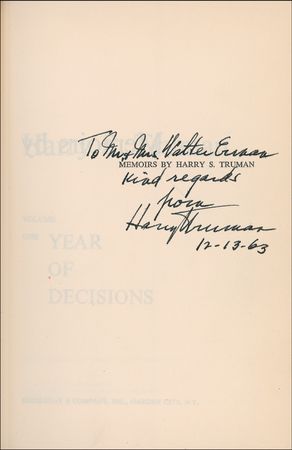 To Mr & Mrs. Walter Erman
MEMOIRS BY HARRY S. TRUMAN
Kind regards
from
Harry Truman
12-13-63
VOLUME
ONE
YEAR
OF
DECISIONS
DOUBLEDAY & COMPANY, INC., GARDEN CITY, N.Y.